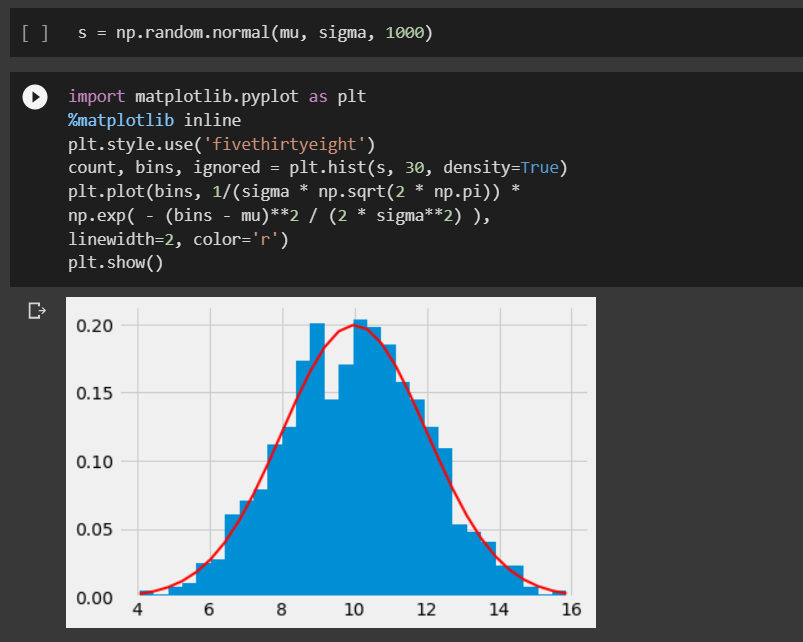 [ ] s = np.random.normal(mu, sigma, 1000)
import matplotlib.pyplot as plt
%matplotlib inline
plt.style.use('fivethirtyeight')
count, bins, ignored = plt.hist(s, 30, density=True)
plt.plot(bins, 1/(sigma * np.sqrt(2 * np.pi)) *
np.exp( - (bins - mu)**2 / (2 * sigma**2) ),
linewidth=2, color='r')
plt.show()
0.20
0.15
0.10
0.05
0.00
4 6 8 10 12 14 16